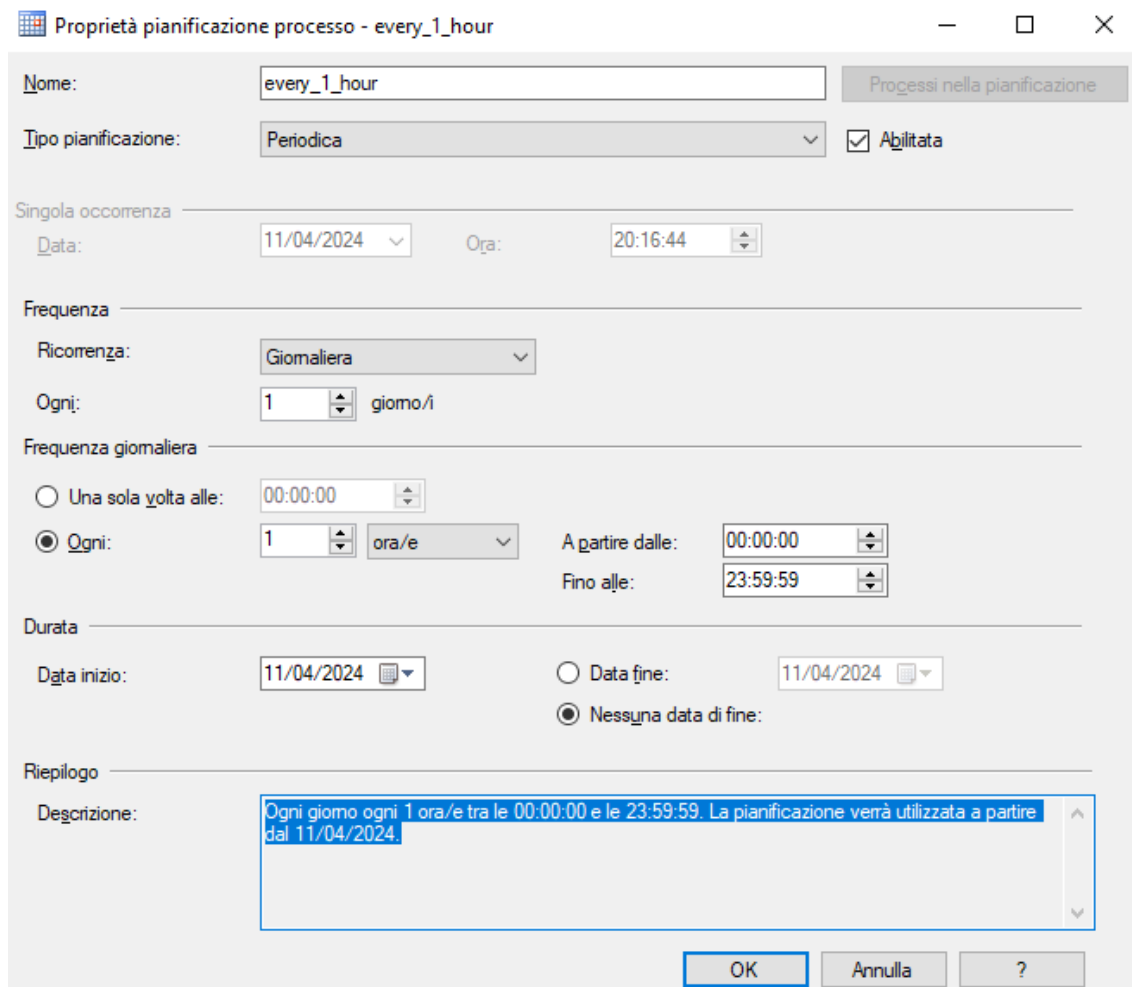 Proprietà pianificazione processo - every_1_hour
Nome: every_1_hour Processi nella pianificazione
Tipo pianificazione: Periodica Abilitata
Singola occorrenza
Data: 11/04/2024 Ora: 20:16:44
Frequenza
Ricorrenza: Giornaliera
Ogni: 1 giorno/i
Frequenza giornaliera
Una sola volta alle: 00:00:00
Ogni: 1 ora/e A partire dalle: 00:00:00
Fino alle: 23:59:59
Durata
Data inizio: 11/04/2024 Data fine: 11/04/2024
Nessuna data di fine:
Riepilogo
Descrizione: Ogni giorno ogni 1 ora/e tra le 00:00:00 e le 23:59:59. La pianificazione verrà utilizzata a partire
dal 11/04/2024.
OK Annulla ?